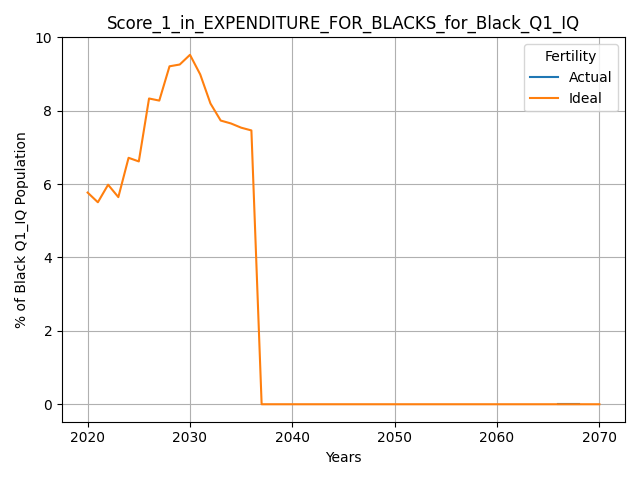 Score_1_in_EXPENDITURE_FOR_BLACKS_for_Black_Q1_IQ
% of Black Q1_IQ Population
10
8
6
4
2
0
Fertility
Actual
Ideal
2020
2030
2040
2050
2060
2070
Years